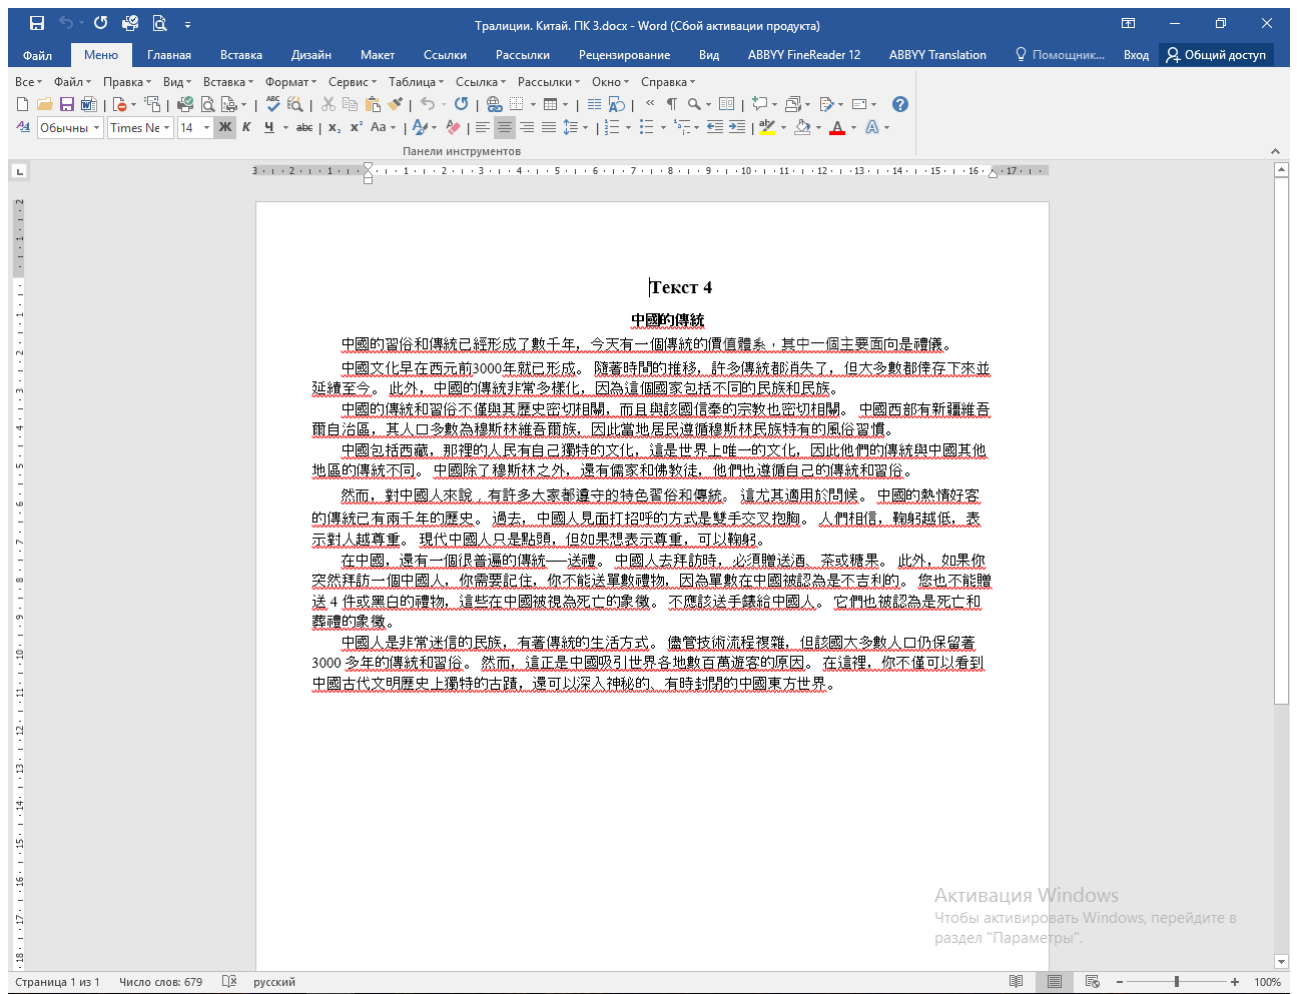 Тралиции. Китай. ПК 3.docx - Word (Сбой активации продукта)
Файл Меню Главная Вставка Дизайн Макет Ссылки Рассылки Рецензирование Вид ABBYY FineReader 12 ABBYY Translation Помощник... Вход Общий доступ
Все Файл Правка Вид Вставка Формат Сервис Таблица Ссылка Рассылки Окно Справка
Обычны Times Ne 14 Ж К Ч abc x₂ x² Aa
Панели инструментов
3 2 1 1 2 3 4 5 6 7 8 9 10 11 12 13 14 15 16 17
Текст 4
中國的傳統
中國的習俗和傳統已經形成了數千年，今天有一個傳統的價值體系，其中一個主要面向是禮儀。
中國文化早在西元前3000年就已形成。 隨著時間的推移，許多傳統都消失了，但大多數都倖存下來並
延續至今。 此外，中國的傳統非常多樣化，因為這個國家包括不同的民族和民族。
中國的傳統和習俗不僅與其歷史密切相關，而且與該國信奉的宗教也密切相關。 中國西部有新疆維吾
爾自治區，其人口多數為穆斯林維吾爾族，因此當地居民遵循穆斯林民族特有的風俗習慣。
中國包括西藏，那裡的人民有自己獨特的文化，這是世界上唯一的文化，因此他們的傳統與中國其他
地區的傳統不同。 中國除了穆斯林之外，還有儒家和佛教徒，他們也遵循自己的傳統和習俗。
然而，對中國人來說，有許多大家都遵守的特色習俗和傳統。 這尤其適用於問候。 中國的熱情好客
的傳統已有兩千年的歷史。 過去，中國人見面打招呼的方式是雙手交叉抱胸。 人們相信，鞠躬越低，表
示對人越尊重。 現代中國人只是點頭，但如果想表示尊重，可以鞠躬。
在中國，還有一個很普遍的傳統──送禮。 中國人去拜訪時，必須贈送酒、茶或糖果。 此外，如果你
突然拜訪一個中國人，你需要記住，你不能送單數禮物，因為單數在中國被認為是不吉利的。 您也不能贈
送 4 件或黑白的禮物，這些在中國被視為死亡的象徵。 不應該送手錶給中國人。 它們也被認為是死亡和
葬禮的象徵。
中國人是非常迷信的民族，有著傳統的生活方式。 儘管技術流程複雜，但該國大多數人口仍保留著
3000 多年的傳統和習俗。 然而，這正是中國吸引世界各地數百萬遊客的原因。 在這裡，你不僅可以看到
中國古代文明歷史上獨特的古蹟，還可以深入神秘的、有時封閉的中國東方世界。
Активация Windows
Чтобы активировать Windows, перейдите в
раздел "Параметры".
Страница 1 из 1 Число слов: 679 русский 100%